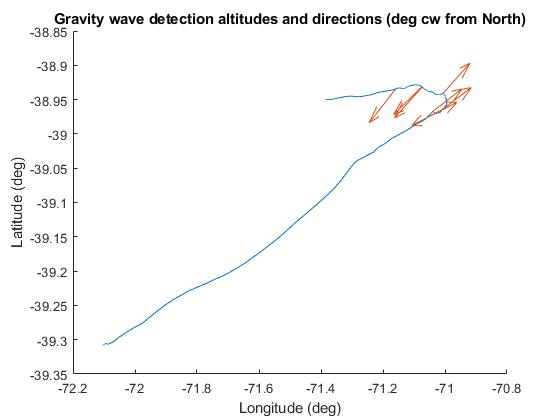 Gravity wave detection altitudes and directions (deg cw from North)
-38.85
-38.9
-38.95
-39
-39.05
-39.1
-39.15
-39.2
-39.25
-39.3
-39.35
Latitude (deg)
-72.2 -72 -71.8 -71.6 -71.4 -71.2 -71 -70.8
Longitude (deg)